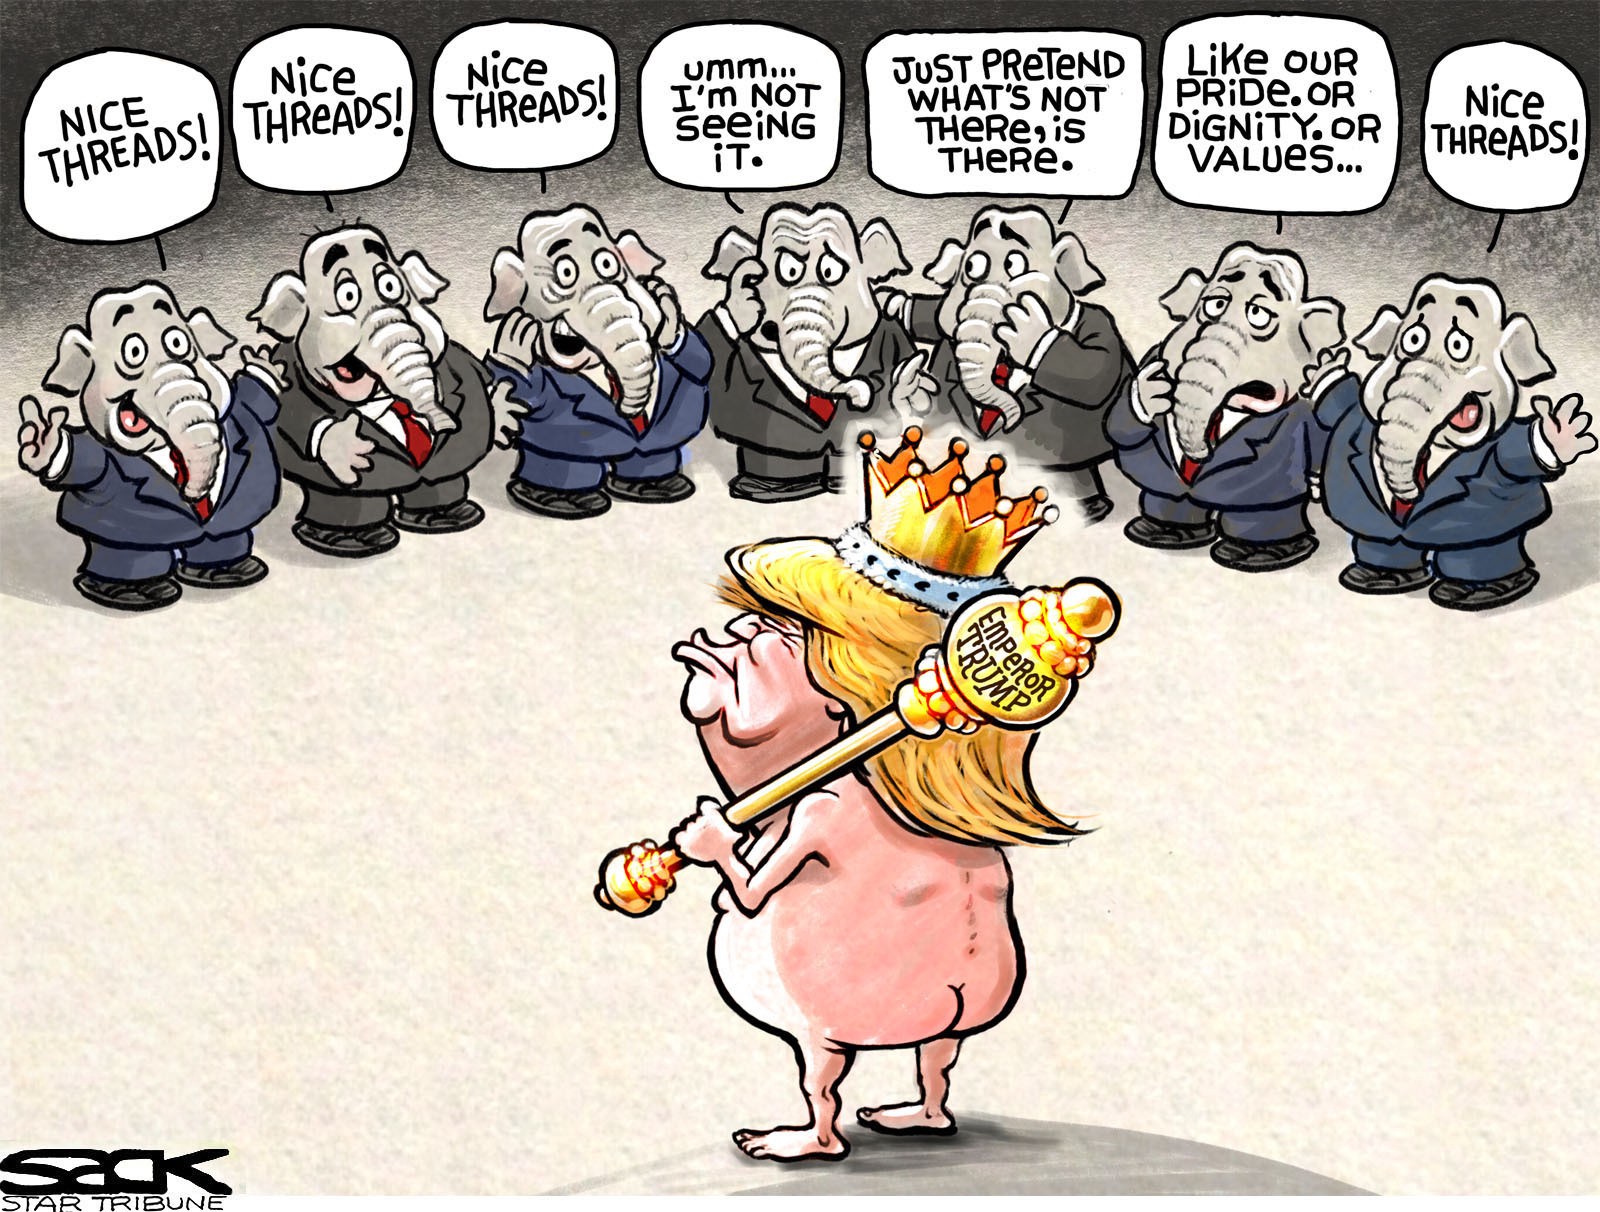 NICE
THREADS!
NiCe
THReADS!
NiCe
THReADS!
umm...
I'm NOT
SeeiNG
iT.
JUST PReTeND
WHAT'S NOT
THeRe, iS
THeRe.
LiKe OUR
PRiDe. OR
DiGNiTY. OR
VALUeS...
NiCe
THReADS!
EmPeRoR
TRUMP
SACK
STAR TRIBUNE